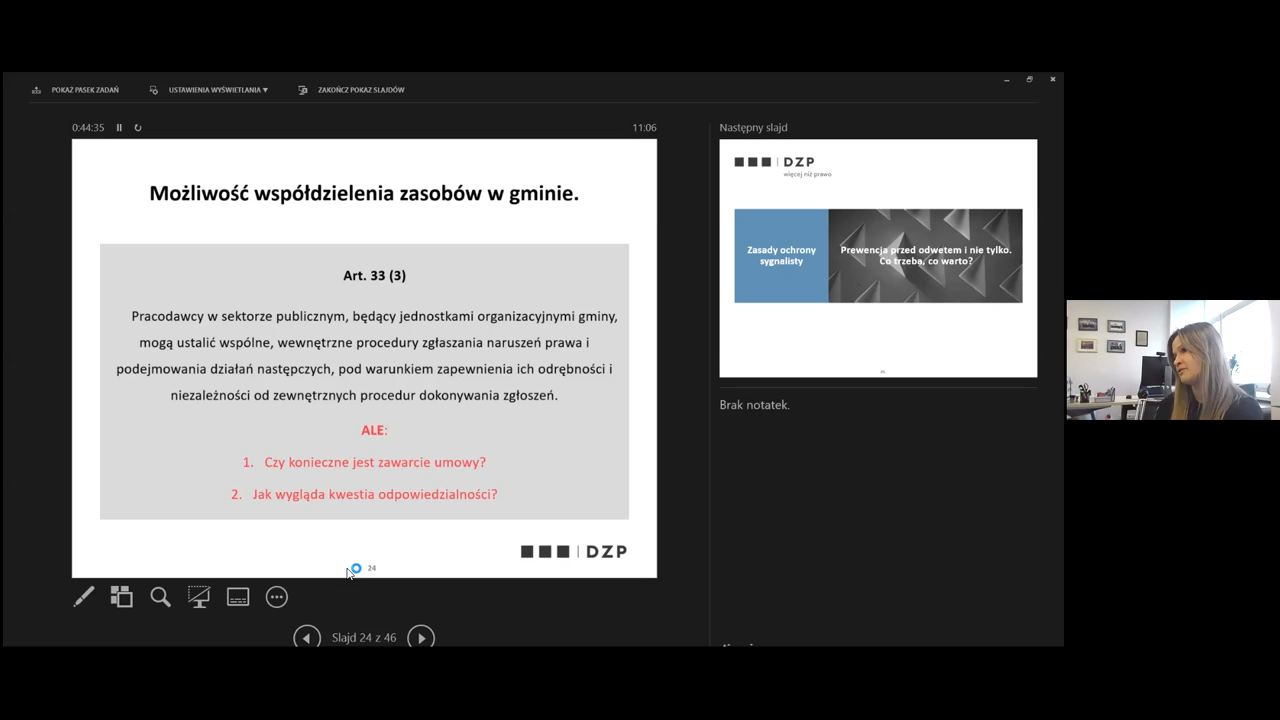 POKAŻ PASEK ZADAŃ
USTAWIENIA WYŚWIETLANIA ▼
ZAKOŃCZ POKAZ SLAJDÓW
0:44:35
11:06
Możliwość współdzielenia zasobów w gminie.
Art. 33 (3)
Pracodawcy w sektorze publicznym, będący jednostkami organizacyjnymi gminy,
mogą ustalić wspólne, wewnętrzne procedury zgłaszania naruszeń prawa i
podejmowania działań następczych, pod warunkiem zapewnienia ich odrębności i
niezależności od zewnętrznych procedur dokonywania zgłoszeń.
ALE:
1. Czy konieczne jest zawarcie umowy?
2. Jak wygląda kwestia odpowiedzialności?
DZP
24
Slajd 24 z 46
Następny slajd
DZP
więcej niż prawo
Zasady ochrony
sygnalisty
Prewencja przed odwetem i nie tylko.
Co trzeba, co warto?
Brak notatek.